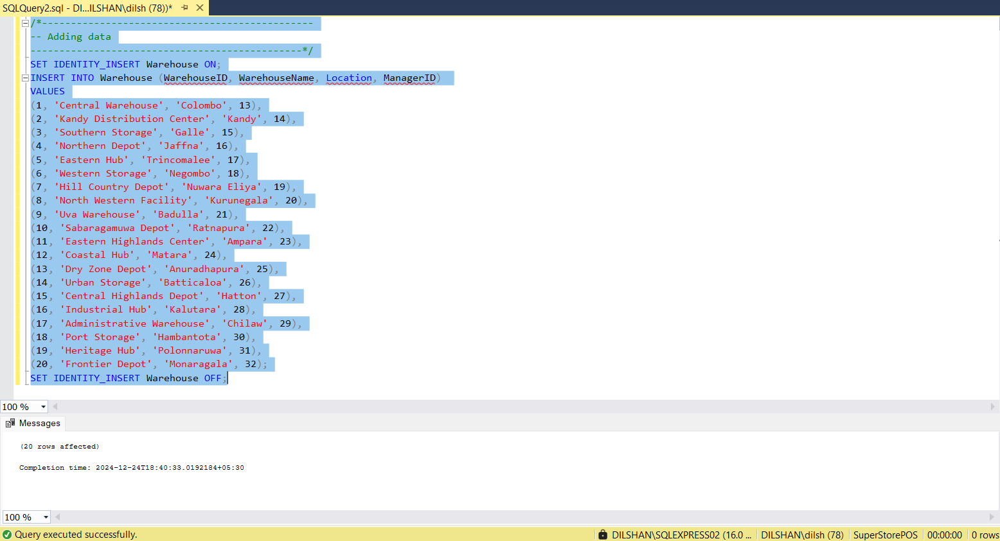 SQLQuery2.sql - DI...ILSHAN\dilsh (78))*
/*-----------------------------------------------
-- Adding data
-----------------------------------------------*/
SET IDENTITY_INSERT Warehouse ON;
INSERT INTO Warehouse (WarehouseID, WarehouseName, Location, ManagerID)
VALUES
(1, 'Central Warehouse', 'Colombo', 13),
(2, 'Kandy Distribution Center', 'Kandy', 14),
(3, 'Southern Storage', 'Galle', 15),
(4, 'Northern Depot', 'Jaffna', 16),
(5, 'Eastern Hub', 'Trincomalee', 17),
(6, 'Western Storage', 'Negombo', 18),
(7, 'Hill Country Depot', 'Nuwara Eliya', 19),
(8, 'North Western Facility', 'Kurunegala', 20),
(9, 'Uva Warehouse', 'Badulla', 21),
(10, 'Sabaragamuwa Depot', 'Ratnapura', 22),
(11, 'Eastern Highlands Center', 'Ampara', 23),
(12, 'Coastal Hub', 'Matara', 24),
(13, 'Dry Zone Depot', 'Anuradhapura', 25),
(14, 'Urban Storage', 'Batticaloa', 26),
(15, 'Central Highlands Depot', 'Hatton', 27),
(16, 'Industrial Hub', 'Kalutara', 28),
(17, 'Administrative Warehouse', 'Chilaw', 29),
(18, 'Port Storage', 'Hambantota', 30),
(19, 'Heritage Hub', 'Polonnaruwa', 31),
(20, 'Frontier Depot', 'Monaragala', 32);
SET IDENTITY_INSERT Warehouse OFF;
100 %
Messages
(20 rows affected)
Completion time: 2024-12-24T18:40:33.0192184+05:30
100 %
Query executed successfully.
DILSHAN\SQLEXPRESS02 (16.0 ...
DILSHAN\dilsh (78)
SuperStorePOS
00:00:00
0 rows